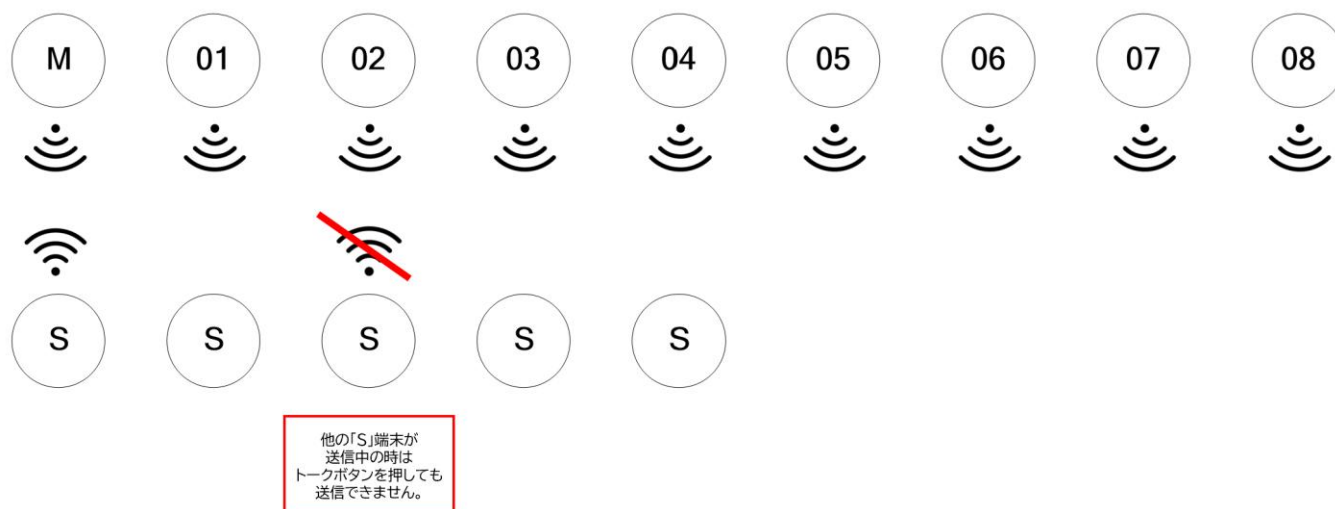 M 01 02 03 04 05 06 07 08
S S S S S
他の「S」端末が
送信中の時は
トークボタンを押しても
送信できません。